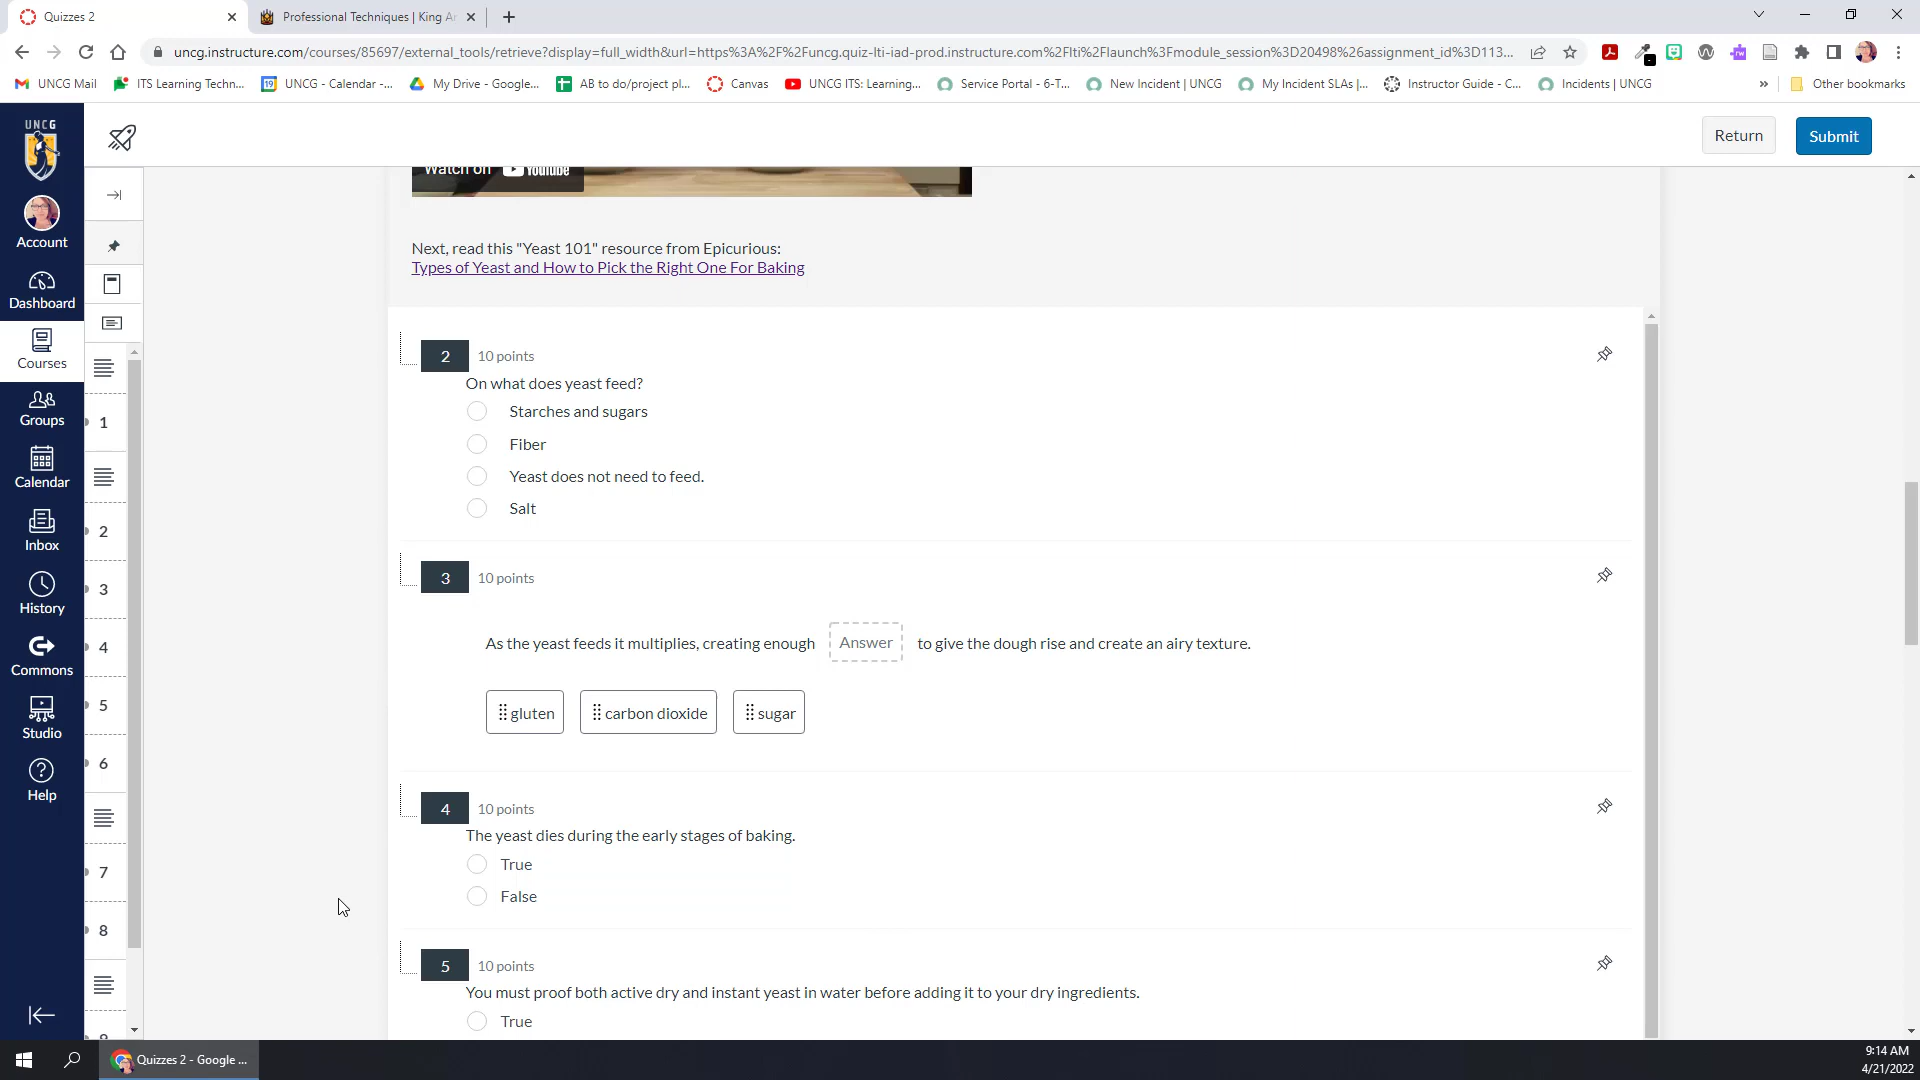 Quizzes 2
Professional Techniques | King Ar
uncg.instructure.com/courses/85697/external_tools/retrieve?display=full_width&url=https%3A%2F%2Funcg.quiz-lti-iad-prod.instructure.com%2Flti%2Flaunch%3Fmodule_session%3D20498%26assignment_id%3D113...
UNCG Mail
ITS Learning Techn...
UNCG - Calendar -...
My Drive - Google...
AB to do/project pl...
Canvas
UNCG ITS: Learning...
Service Portal - 6-T...
New Incident | UNCG
My Incident SLAs |...
Instructor Guide - C...
Incidents | UNCG
»
Other bookmarks
UNCG
Return
Submit
Account
Dashboard
Courses
Groups
Calendar
Inbox
History
Commons
Studio
Help
1
2
3
4
5
6
7
8
9
Watch on YouTube
Next, read this "Yeast 101" resource from Epicurious:
Types of Yeast and How to Pick the Right One For Baking
2 10 points
On what does yeast feed?
Starches and sugars
Fiber
Yeast does not need to feed.
Salt
3 10 points
As the yeast feeds it multiplies, creating enough Answer to give the dough rise and create an airy texture.
gluten carbon dioxide sugar
4 10 points
The yeast dies during the early stages of baking.
True
False
5 10 points
You must proof both active dry and instant yeast in water before adding it to your dry ingredients.
True
Quizzes 2 - Google ...
9:14 AM
4/21/2022